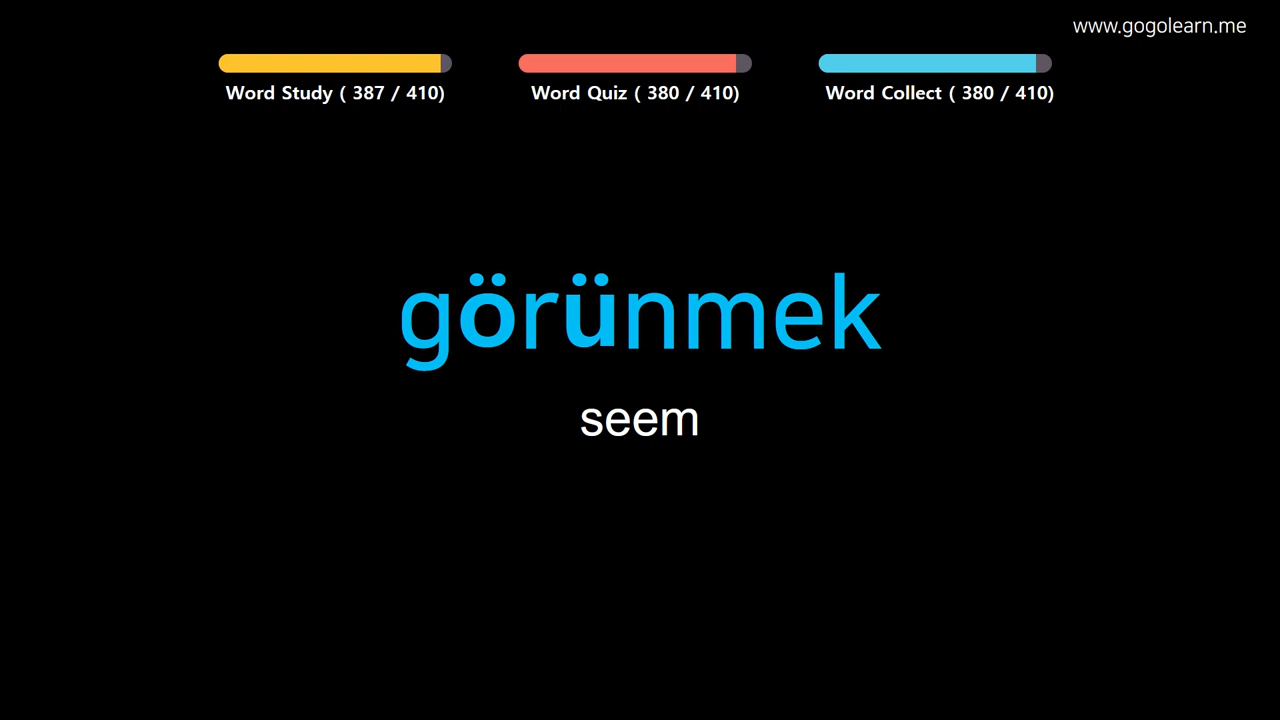 www.gogolearn.me
Word Study ( 387 / 410)
Word Quiz ( 380 / 410)
Word Collect ( 380 / 410)
görünmek
seem